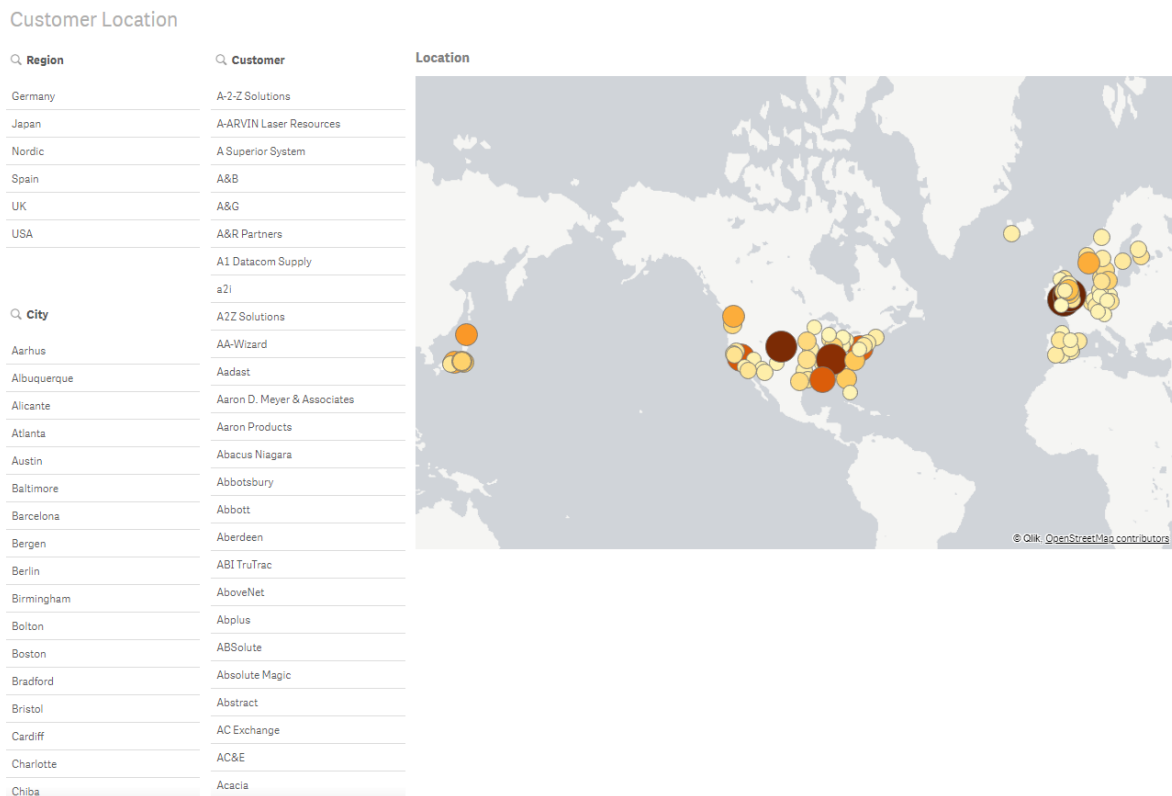 Customer Location
Region
Germany
Japan
Nordic
Spain
UK
USA
City
Aarhus
Albuquerque
Alicante
Atlanta
Austin
Baltimore
Barcelona
Bergen
Berlin
Birmingham
Bolton
Boston
Bradford
Bristol
Cardiff
Charlotte
Chiba
Customer
A-2-Z Solutions
A-ARVIN Laser Resources
A Superior System
A&B
A&G
A&R Partners
A1 Datacom Supply
a2i
A2Z Solutions
AA-Wizard
Aadast
Aaron D. Meyer & Associates
Aaron Products
Abacus Niagara
Abbotsbury
Abbott
Aberdeen
ABI TruTrac
AboveNet
Abplus
ABSolute
Absolute Magic
Abstract
AC Exchange
AC&E
Acacia
Location
© Qlik, OpenStreetMap contributors